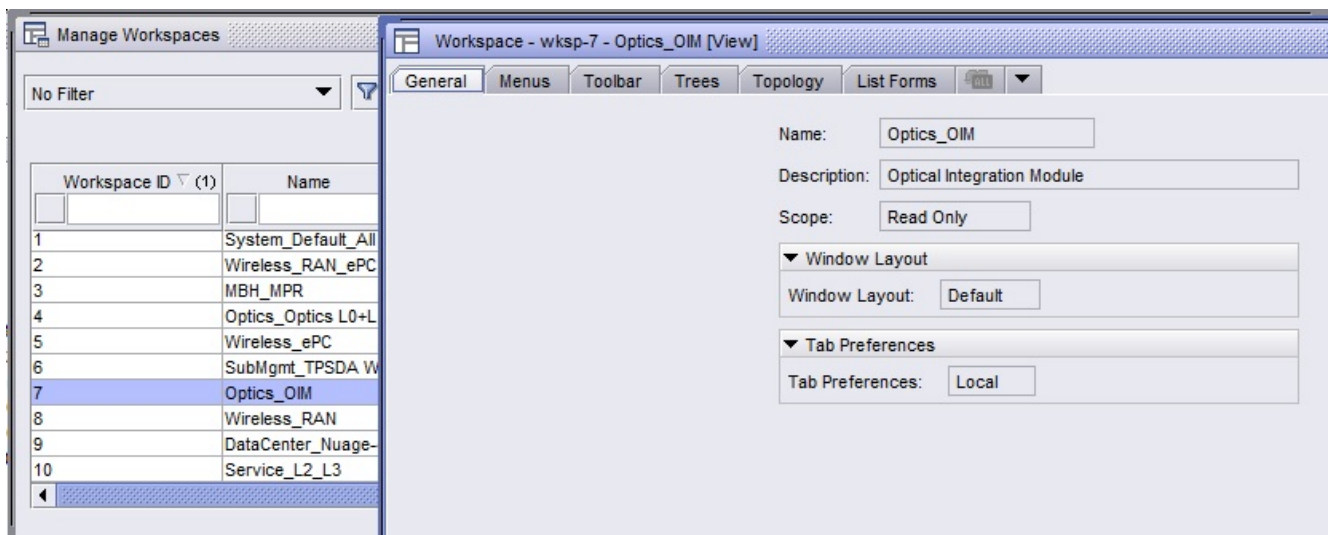 Manage Workspaces
No Filter
Workspace ID (1) Name
1 System_Default_All
2 Wireless_RAN_ePC
3 MBH_MPR
4 Optics_Optics L0+L
5 Wireless_ePC
6 SubMgmt_TPSDA W
7 Optics_OIM
8 Wireless_RAN
9 DataCenter_Nuage-
10 Service_L2_L3
Workspace - wksp-7 - Optics_OIM [View]
General Menus Toolbar Trees Topology List Forms ALL
Name: Optics_OIM
Description: Optical Integration Module
Scope: Read Only
Window Layout
Window Layout: Default
Tab Preferences
Tab Preferences: Local